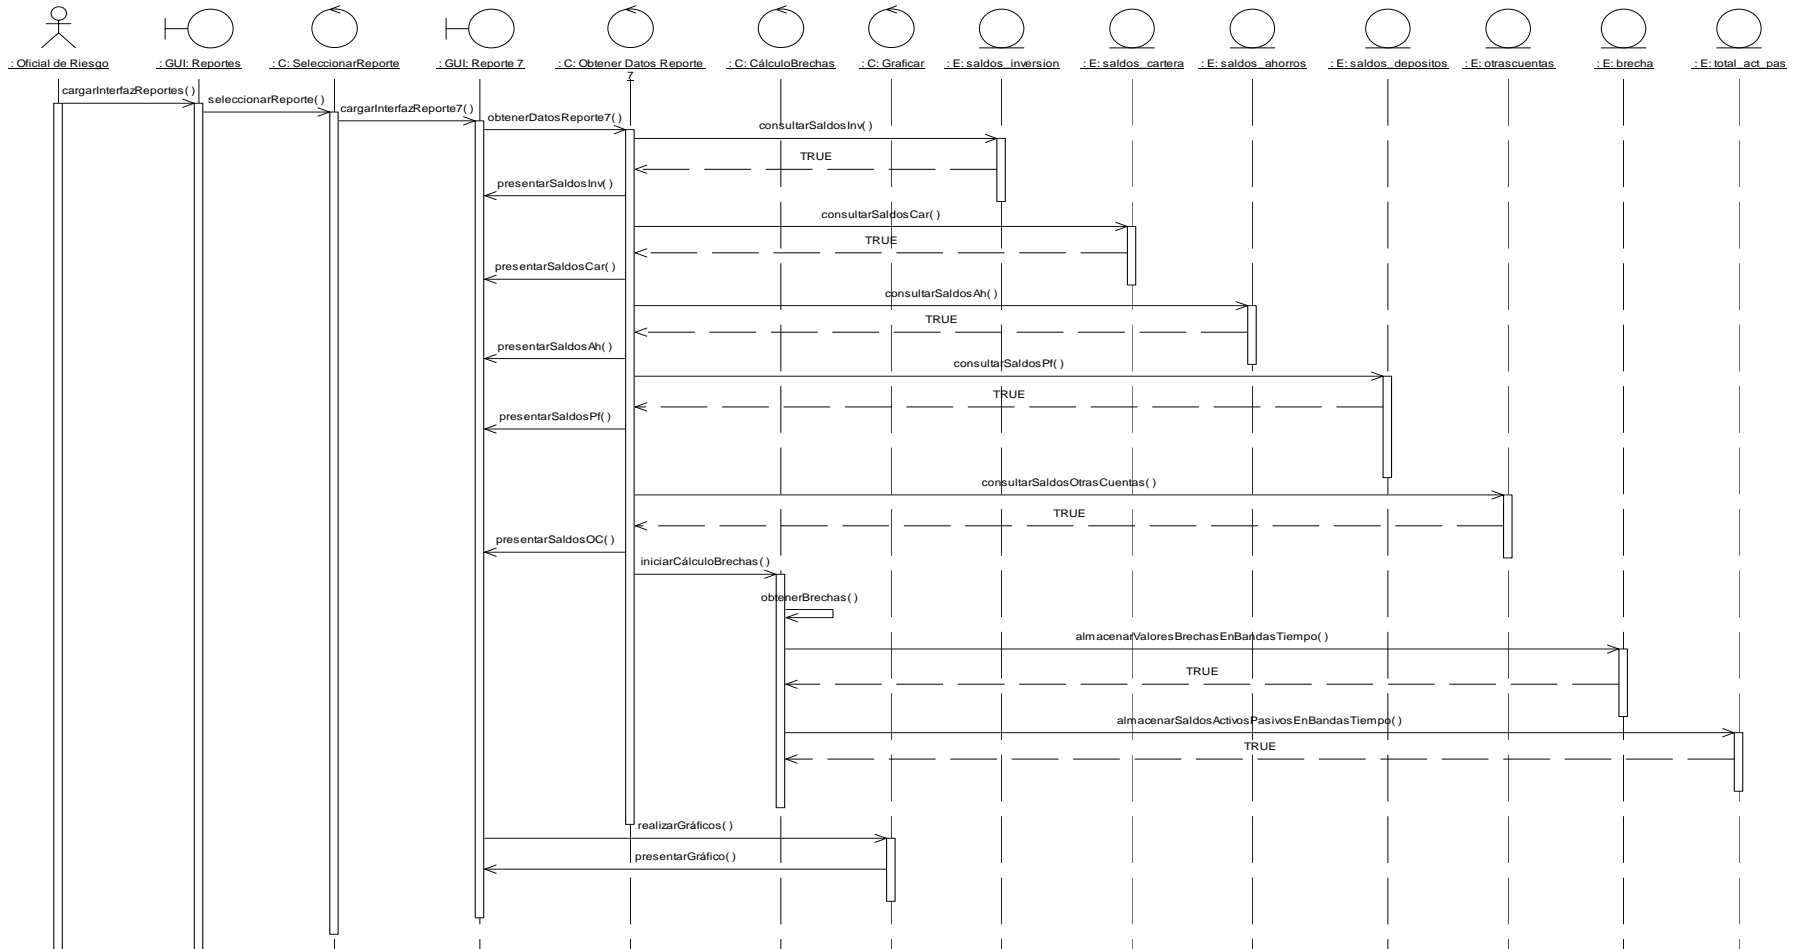 : Oficial de Riesgo
: GUI: Reportes
: C: SeleccionarReporte
: GUI: Reporte 7
: C: Obtener Datos Reporte
7
: C: CálculoBrechas
: C: Graficar
: E: saldos_inversion
: E: saldos_cartera
: E: saldos_ahorros
: E: saldos_depositos
: E: otrascuentas
: E: brecha
: E: total_act_pas
cargarInterfazReportes( )
seleccionarReporte( )
cargarInterfazReporte7( )
obtenerDatosReporte7( )
consultarSaldosInv( )
TRUE
presentarSaldosInv( )
consultarSaldosCar( )
TRUE
presentarSaldosCar( )
consultarSaldosAh( )
TRUE
presentarSaldosAh( )
consultarSaldosPf( )
TRUE
presentarSaldosPf( )
consultarSaldosOtrasCuentas( )
TRUE
presentarSaldosOC( )
iniciarCálculoBrechas( )
obtenerBrechas( )
almacenarValoresBrechasEnBandasTiempo( )
TRUE
almacenarSaldosActivosPasivosEnBandasTiempo( )
TRUE
realizarGráficos( )
presentarGráfico( )